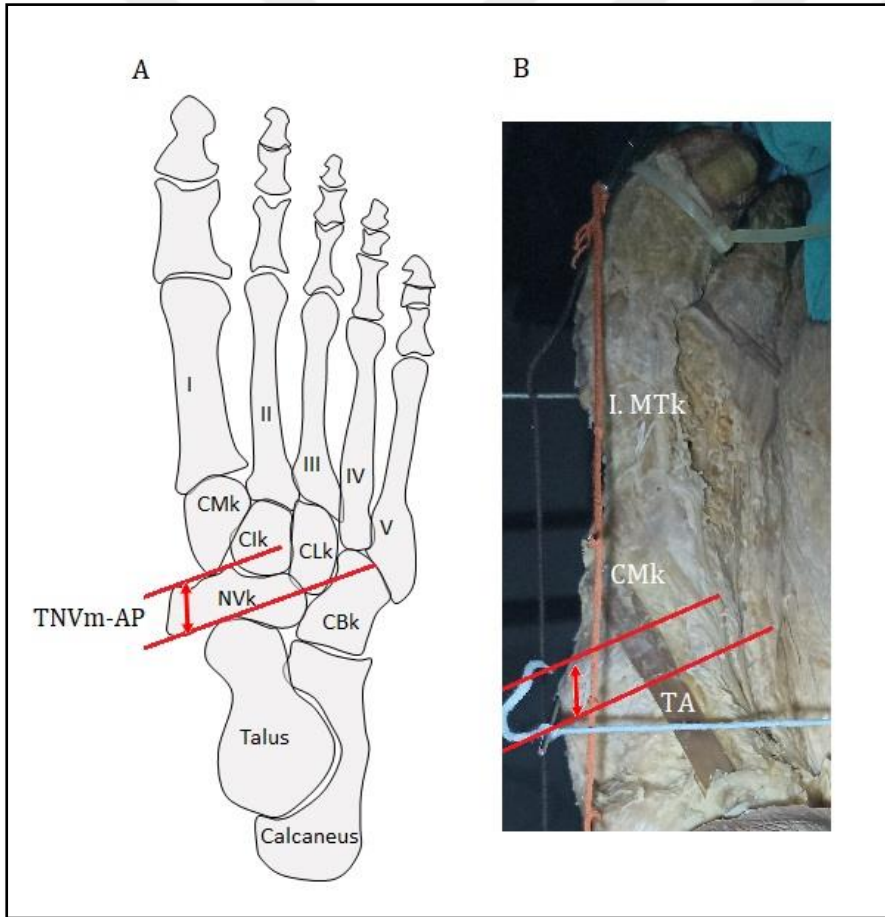 A
B
I
II
III
IV
V
CMk
CIk
CLk
NVk
CBk
TNVm-AP
Talus
Calcaneus
I. MTk
CMk
TA